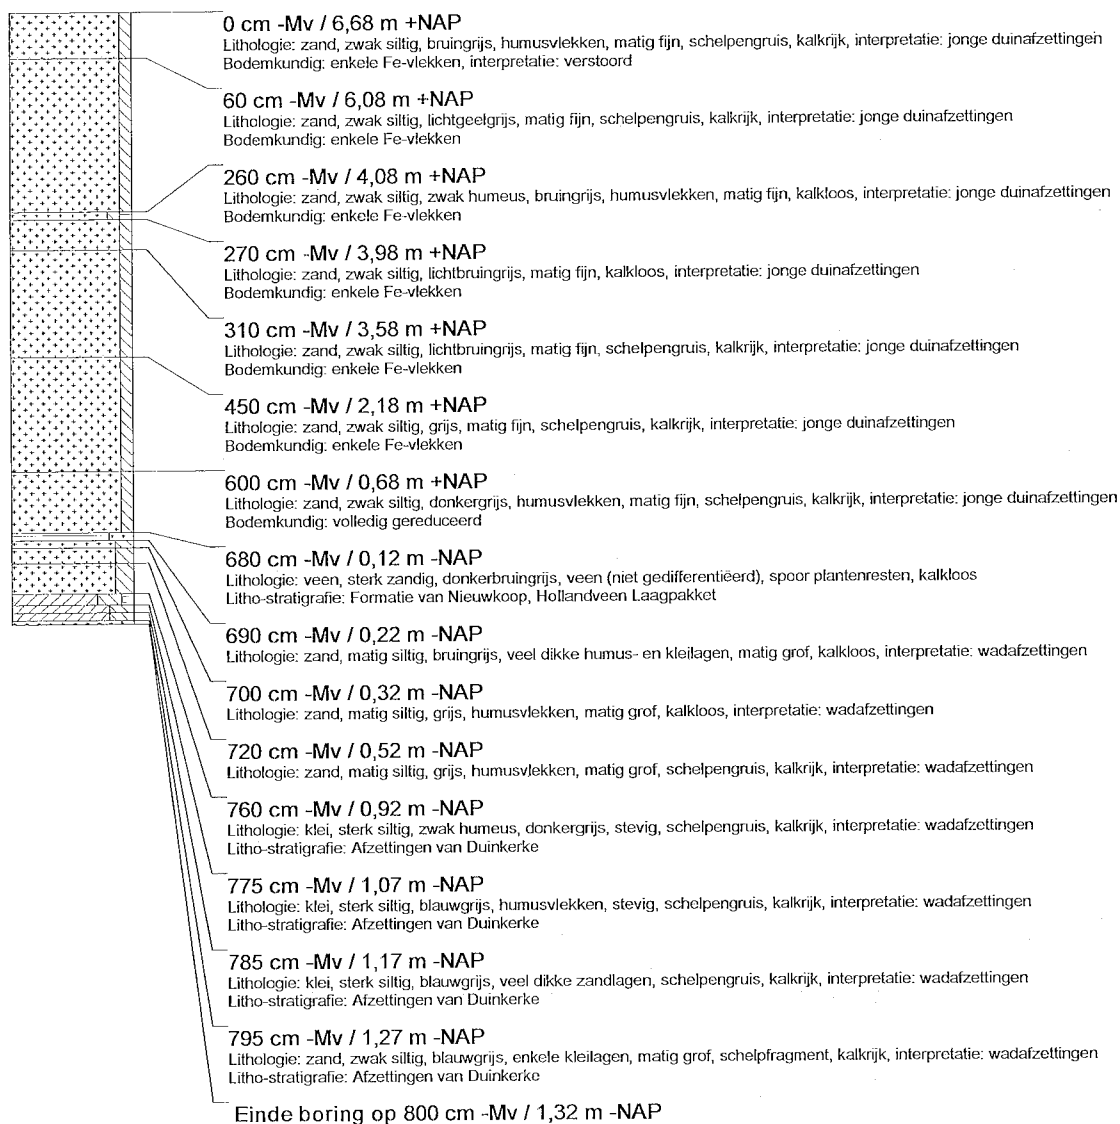 0 cm -Mv / 6,68 m +NAP
Lithologie: zand, zwak siltig, bruingrijs, humusvlekken, matig fijn, schelpengruis, kalkrijk, interpretatie: jonge duinafzettingen
Bodemkundig: enkele Fe-vlekken, interpretatie: verstoord
60 cm -Mv / 6,08 m +NAP
Lithologie: zand, zwak siltig, lichtgeelgrijs, matig fijn, schelpengruis, kalkrijk, interpretatie: jonge duinafzettingen
Bodemkundig: enkele Fe-vlekken
260 cm -Mv / 4,08 m +NAP
Lithologie: zand, zwak siltig, zwak humeus, bruingrijs, humusvlekken, matig fijn, kalkloos, interpretatie: jonge duinafzettingen
Bodemkundig: enkele Fe-vlekken
270 cm -Mv / 3,98 m +NAP
Lithologie: zand, zwak siltig, lichtbruingrijs, matig fijn, kalkloos, interpretatie: jonge duinafzettingen
Bodemkundig: enkele Fe-vlekken
310 cm -Mv / 3,58 m +NAP
Lithologie: zand, zwak siltig, lichtbruingrijs, matig fijn, schelpengruis, kalkrijk, interpretatie: jonge duinafzettingen
Bodemkundig: enkele Fe-vlekken
450 cm -Mv / 2,18 m +NAP
Lithologie: zand, zwak siltig, grijs, matig fijn, schelpengruis, kalkrijk, interpretatie: jonge duinafzettingen
Bodemkundig: enkele Fe-vlekken
600 cm -Mv / 0,68 m +NAP
Lithologie: zand, zwak siltig, donkergrijs, humusvlekken, matig fijn, schelpengruis, kalkrijk, interpretatie: jonge duinafzettingen
Bodemkundig: volledig gereduceerd
680 cm -Mv / 0,12 m -NAP
Lithologie: veen, sterk zandig, donkerbruingrijs, veen (niet gedifferentiëerd), spoor plantenresten, kalkloos
Litho-stratigrafie: Formatie van Nieuwkoop, Hollandveen Laagpakket
690 cm -Mv / 0,22 m -NAP
Lithologie: zand, matig siltig, bruingrijs, veel dikke humus- en kleilagen, matig grof, kalkloos, interpretatie: wadafzettingen
700 cm -Mv / 0,32 m -NAP
Lithologie: zand, matig siltig, grijs, humusvlekken, matig grof, kalkloos, interpretatie: wadafzettingen
720 cm -Mv / 0,52 m -NAP
Lithologie: zand, matig siltig, grijs, humusvlekken, matig grof, schelpengruis, kalkrijk, interpretatie: wadafzettingen
760 cm -Mv / 0,92 m -NAP
Lithologie: klei, sterk siltig, zwak humeus, donkergrijs, stevig, schelpengruis, kalkrijk, interpretatie: wadafzettingen
Litho-stratigrafie: Afzettingen van Duinkerke
775 cm -Mv / 1,07 m -NAP
Lithologie: klei, sterk siltig, blauwgrijs, humusvlekken, stevig, schelpengruis, kalkrijk, interpretatie: wadafzettingen
Litho-stratigrafie: Afzettingen van Duinkerke
785 cm -Mv / 1,17 m -NAP
Lithologie: klei, sterk siltig, blauwgrijs, veel dikke zandlagen, schelpengruis, kalkrijk, interpretatie: wadafzettingen
Litho-stratigrafie: Afzettingen van Duinkerke
795 cm -Mv / 1,27 m -NAP
Lithologie: zand, zwak siltig, blauwgrijs, enkele kleilagen, matig grof, schelpfragment, kalkrijk, interpretatie: wadafzettingen
Litho-stratigrafie: Afzettingen van Duinkerke
Einde boring op 800 cm -Mv / 1,32 m -NAP